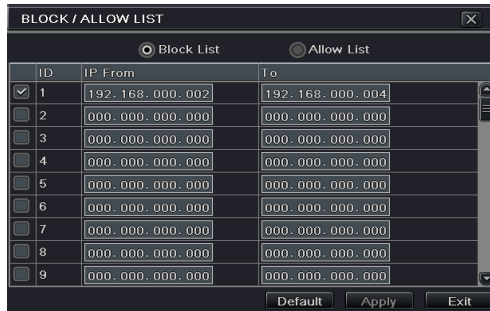 BLOCK / ALLOW LIST
Block List Allow List
ID IP From To
1 192. 168. 000. 002 192. 168. 000. 004
2 000. 000. 000. 000 000. 000. 000. 000
3 000. 000. 000. 000 000. 000. 000. 000
4 000. 000. 000. 000 000. 000. 000. 000
5 000. 000. 000. 000 000. 000. 000. 000
6 000. 000. 000. 000 000. 000. 000. 000
7 000. 000. 000. 000 000. 000. 000. 000
8 000. 000. 000. 000 000. 000. 000. 000
9 000. 000. 000. 000 000. 000. 000. 000
Default Apply Exit